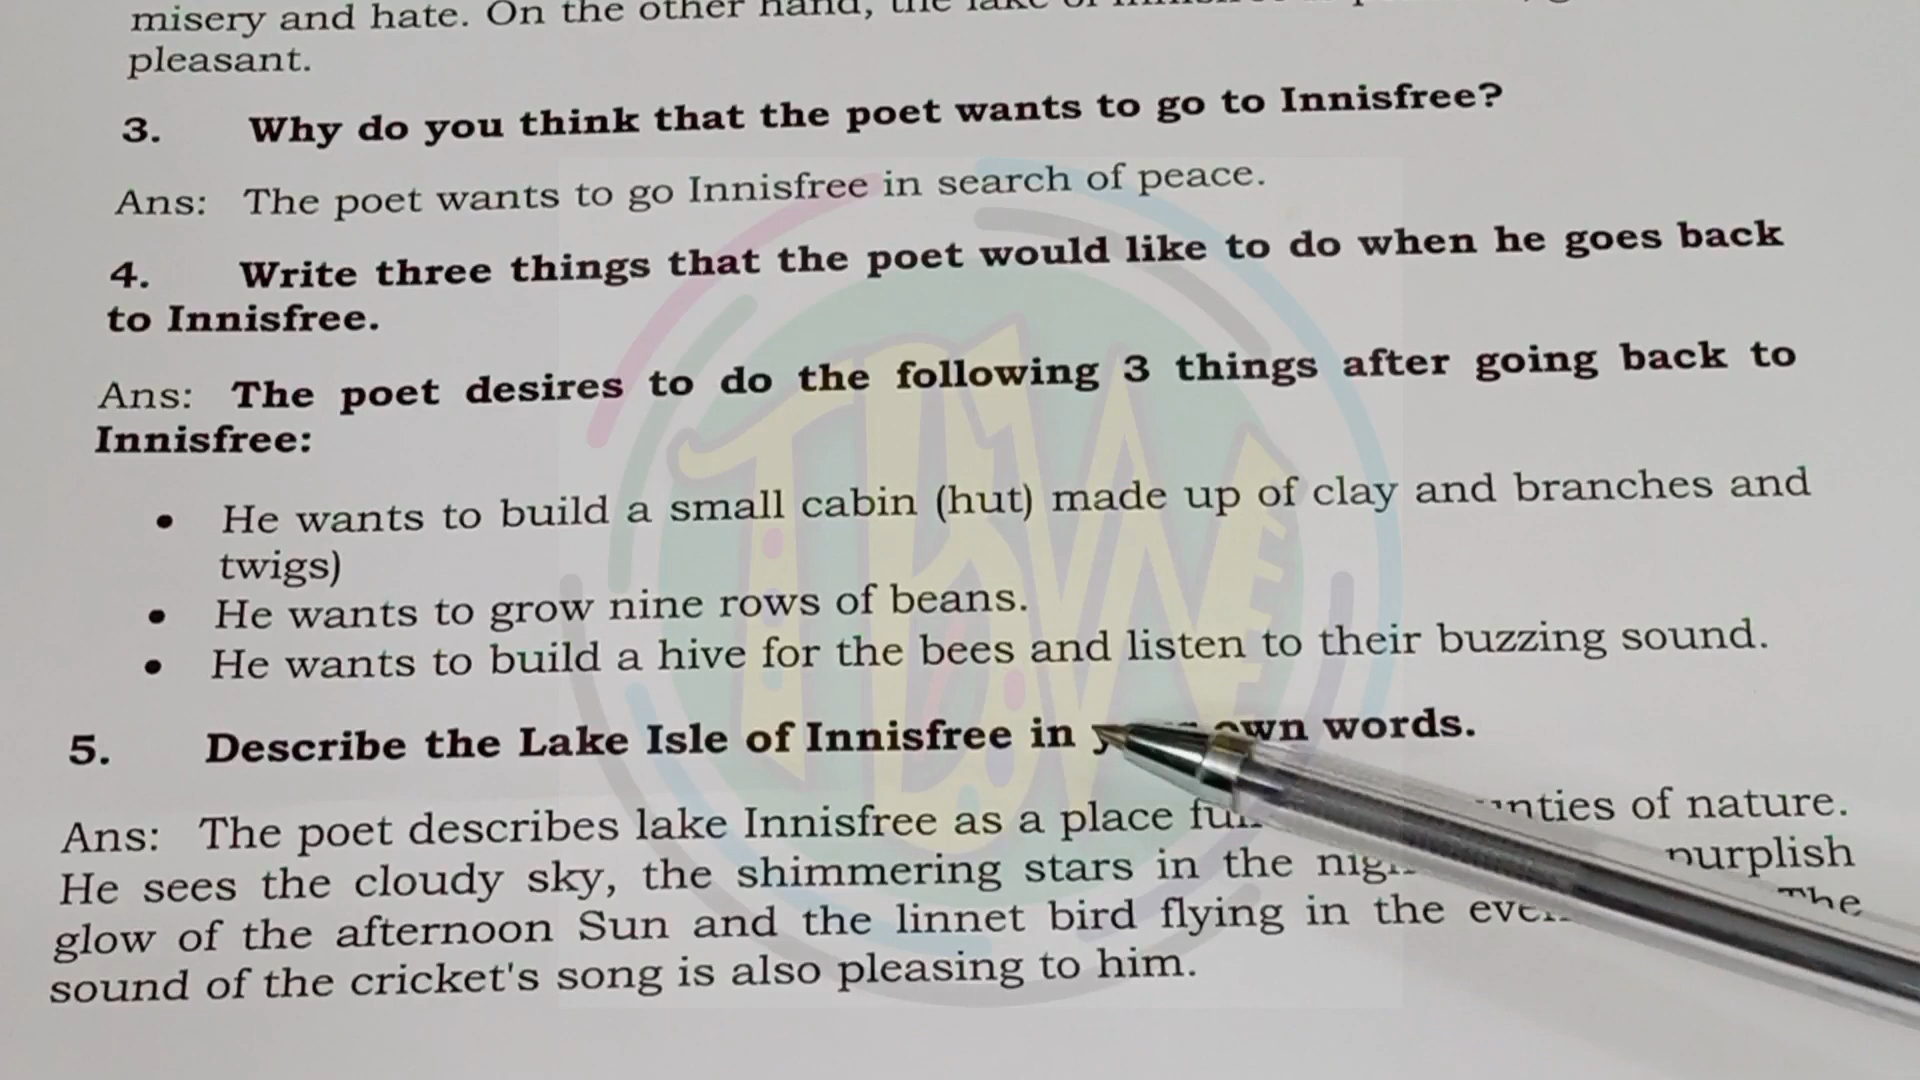 misery and hate. On the other hand, the lake of
pleasant.
3. Why do you think that the poet wants to go to Innisfree?
Ans: The poet wants to go Innisfree in search of peace.
4. Write three things that the poet would like to do when he goes back
to Innisfree.
Ans: The poet desires to do the following 3 things after going back to
Innisfree:
• He wants to build a small cabin (hut) made up of clay and branches and
twigs)
• He wants to grow nine rows of beans.
• He wants to build a hive for the bees and listen to their buzzing sound.
5. Describe the Lake Isle of Innisfree in own words.
Ans: The poet describes lake Innisfree as a place of nature.
He sees the cloudy sky, the shimmering stars in the purplish
glow of the afternoon Sun and the linnet bird flying in the The
sound of the cricket's song is also pleasing to him.
TBW